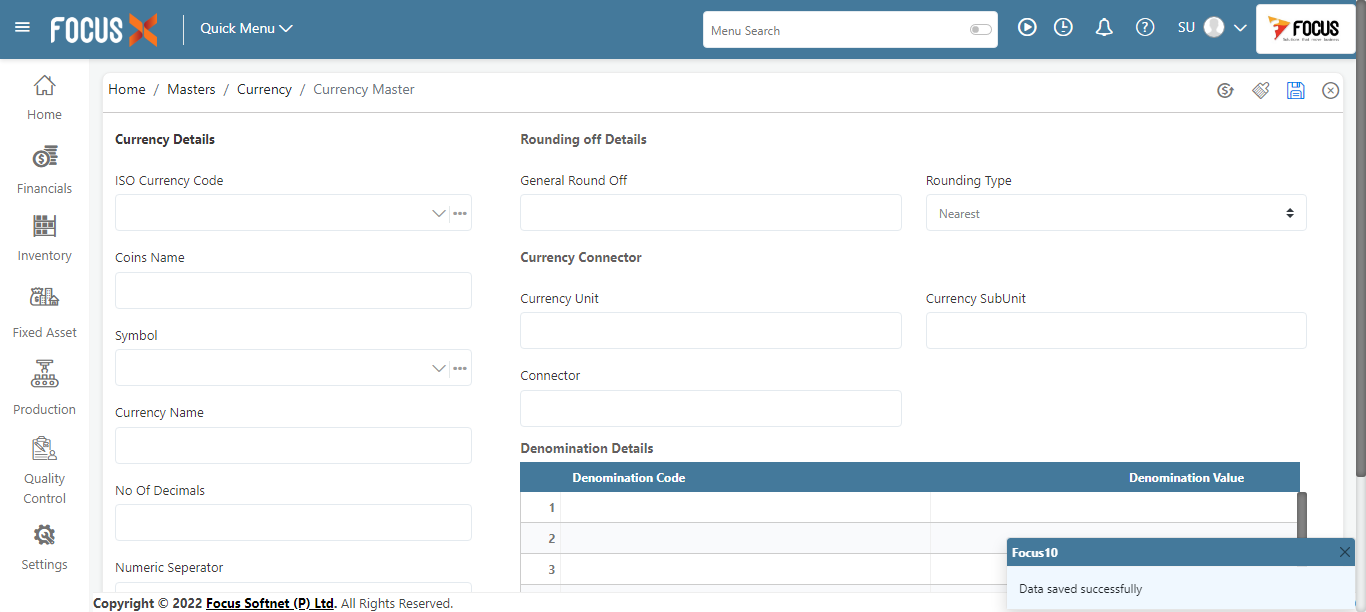 FOCUS X
Quick Menu
Menu Search
SU
FOCUS
Home / Masters / Currency / Currency Master
Home
Financials
Inventory
Fixed Asset
Production
Quality
Control
Settings
Currency Details
ISO Currency Code
Coins Name
Symbol
Currency Name
No Of Decimals
Numeric Seperator
Rounding off Details
General Round Off
Rounding Type
Nearest
Currency Connector
Currency Unit
Currency SubUnit
Connector
Denomination Details
Denomination Code Denomination Value
1
2
3
Focus10
Data saved successfully
Copyright © 2022 Focus Softnet (P) Ltd. All Rights Reserved.